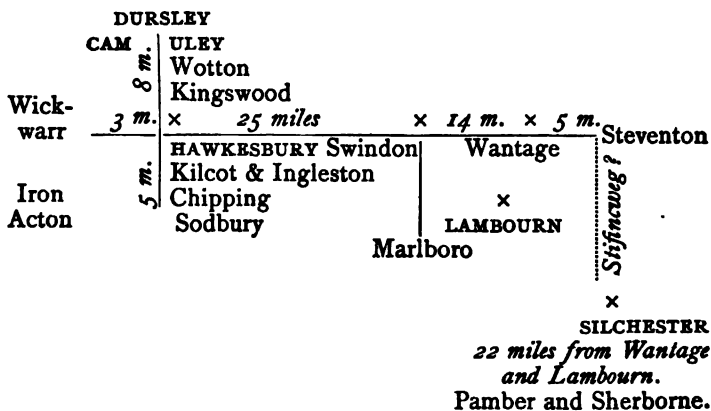 DURSLEY
CAM 8 m. ULEY
Wotton
Kingswood
Wick-
warr
3 m. × 25 miles × 14 m. × 5 m.
Steventon
HAWKESBURY Swindon Wantage
5 m. Kilcot & Ingleston
Iron
Acton
Chipping
Sodbury
×
LAMBOURN
Marlboro
Stifincweg?
×
SILCHESTER
22 miles from Wantage
and Lambourn.
Pamber and Sherborne.